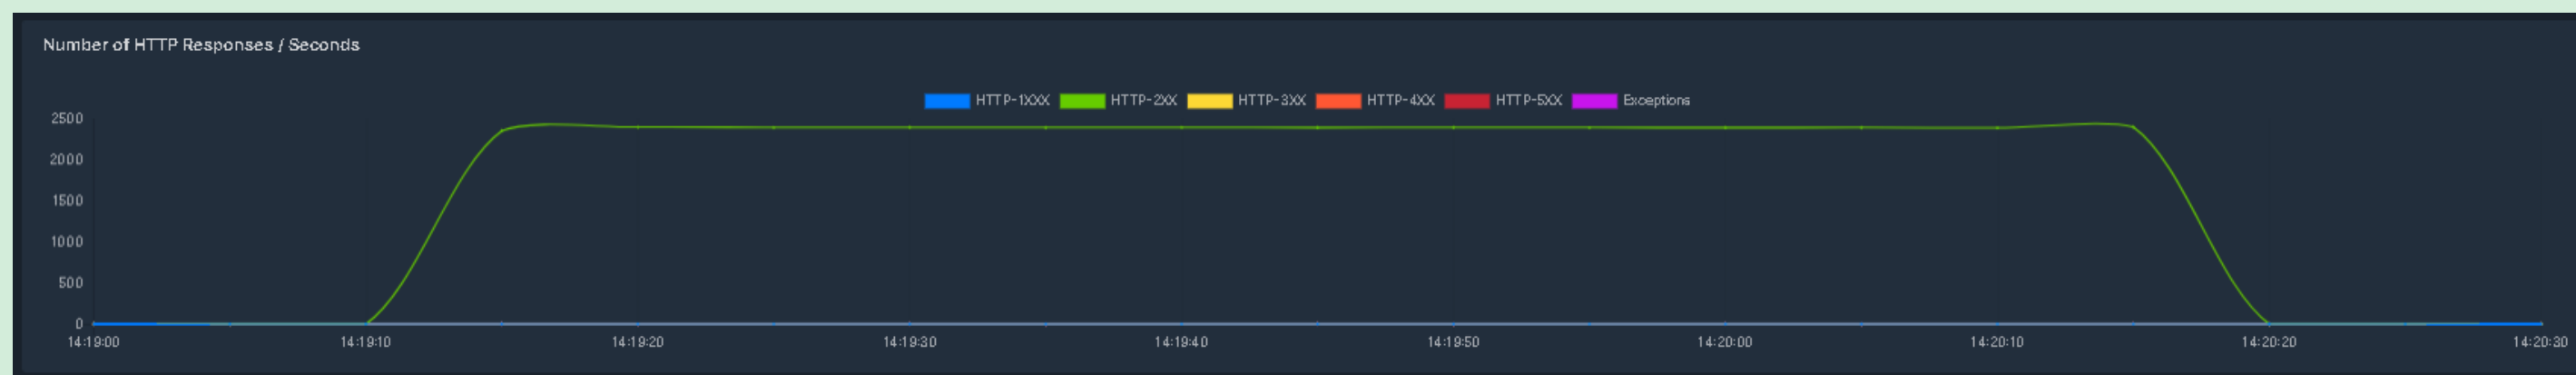 Number of HTTP Responses / Seconds
HTTP-1XXX HTTP-2XX HTTP-3XX HTTP-4XX HTTP-5XX Exceptions
2500
2000
1500
1000
500
0
14:19:00 14:19:10 14:19:20 14:19:30 14:19:40 14:19:50 14:20:00 14:20:10 14:20:20 14:20:30